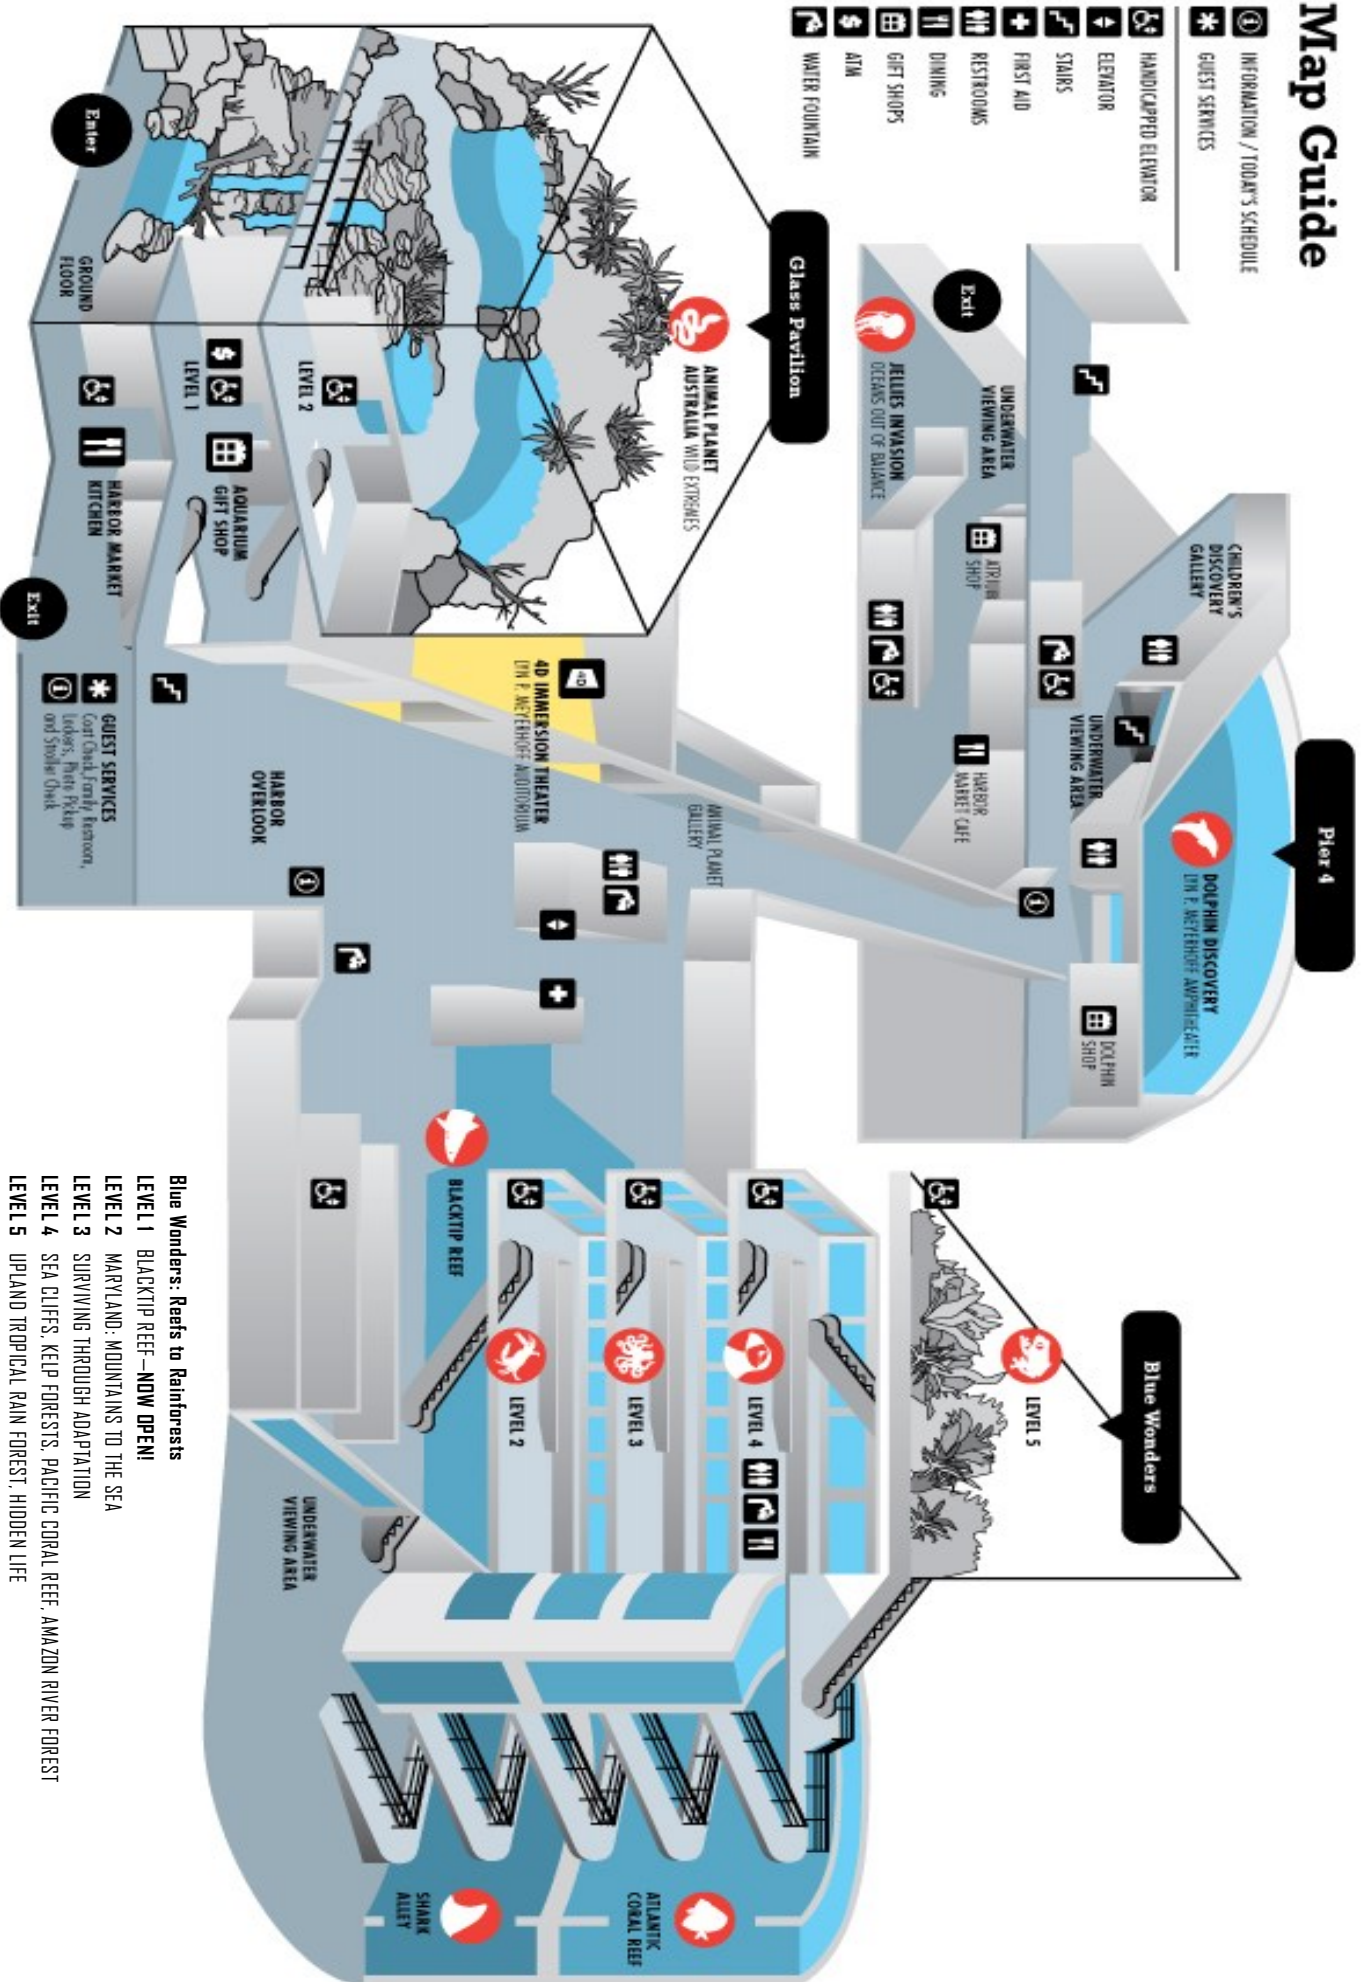 Map Guide
INFORMATION / TODAY'S SCHEDULE
GUEST SERVICES
HANDICAPPED ELEVATOR
ELEVATOR
STAIRS
FIRST AID
RESTROOMS
DINING
GIFT SHOPS
$
ATM
WATER FOUNTAIN
Glass Pavilion
ANIMAL PLANET
AUSTRALIA WILD EXTREMES
Enter
GROUND
FLOOR
LEVEL 2
$
LEVEL 1
AQUARIUM
GIFT SHOP
HARBOR MARKET
KITCHEN
Exit
GUEST SERVICES
Coat Check, Family Restroom,
Lockers, Photo Pickup
and Stroller Check
HARBOR
OVERLOOK
4D
4D IMMERSION THEATER
LYN P. MEYERHOFF AUDITORIUM
ANIMAL PLANET
GALLERY
Pier 4
CHILDREN'S
DISCOVERY
GALLERY
DOLPHIN DISCOVERY
LYN P. MEYERHOFF AMPHITHEATER
UNDERWATER
VIEWING AREA
DOLPHIN
SHOP
Exit
UNDERWATER
VIEWING AREA
JELLIES INVASION
OCEANS OUT OF BALANCE
ATRIUM
SHOP
HARBOR
MARKET CAFE
Blue Wonders
LEVEL 5
LEVEL 4
LEVEL 3
LEVEL 2
BLACKTIP REEF
UNDERWATER
VIEWING AREA
ATLANTIC
CORAL REEF
SHARK
ALLEY
Blue Wonders: Reefs to Rainforests
LEVEL 1 BLACKTIP REEF—NOW OPEN!
LEVEL 2 MARYLAND: MOUNTAINS TO THE SEA
LEVEL 3 SURVIVING THROUGH ADAPTATION
LEVEL 4 SEA CLIFFS, KELP FORESTS, PACIFIC CORAL REEF, AMAZON RIVER FOREST
LEVEL 5 UPLAND TROPICAL RAIN FOREST, HIDDEN LIFE